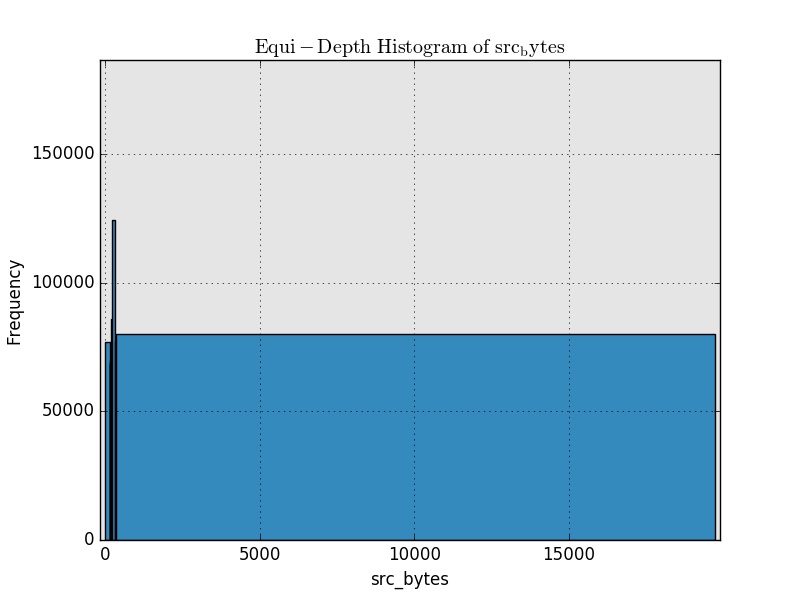 Equi − Depth Histogram of src_bytes
150000
100000
50000
0
Frequency
0 5000 10000 15000
src_bytes